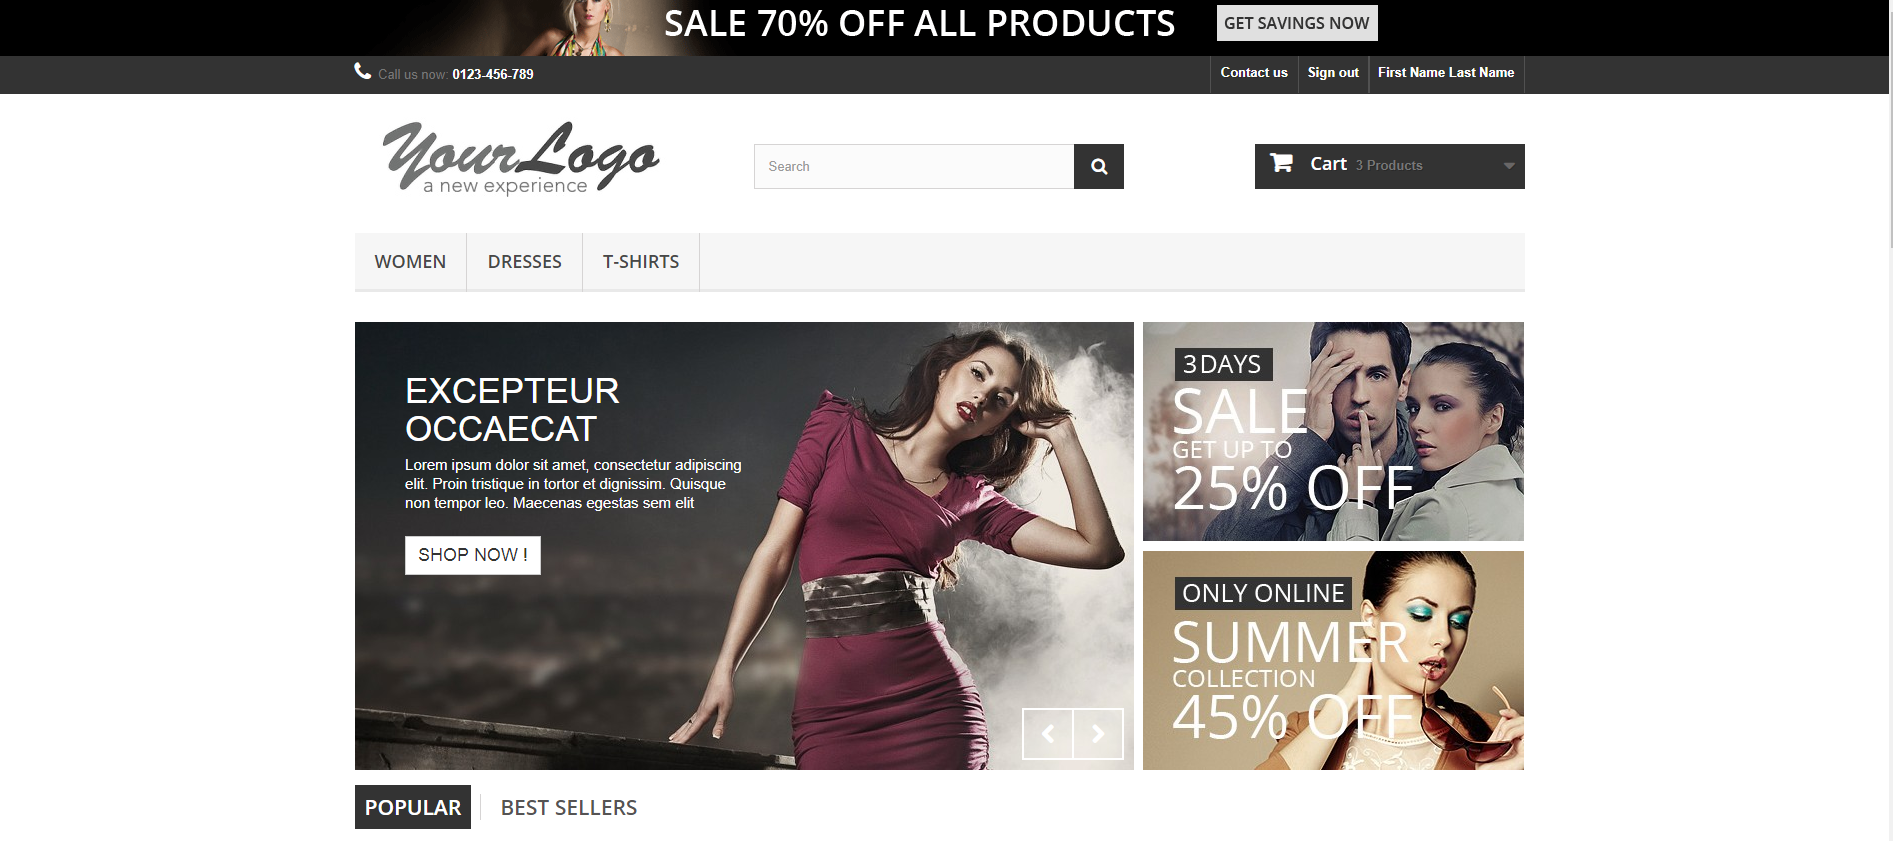 SALE 70% OFF ALL PRODUCTS
GET SAVINGS NOW
Call us now: 0123-456-789
Contact us
Sign out
First Name Last Name
YourLogo
a new experience
Search
Cart 3 Products
WOMEN
DRESSES
T-SHIRTS
EXCEPTEUR
OCCAECAT
Lorem ipsum dolor sit amet, consectetur adipiscing
elit. Proin tristique in tortor et dignissim. Quisque
non tempor leo. Maecenas egestas sem elit
SHOP NOW !
3 DAYS
SALE
GET UP TO
25% OFF
ONLY ONLINE
SUMMER
COLLECTION
45% OFF
POPULAR
BEST SELLERS